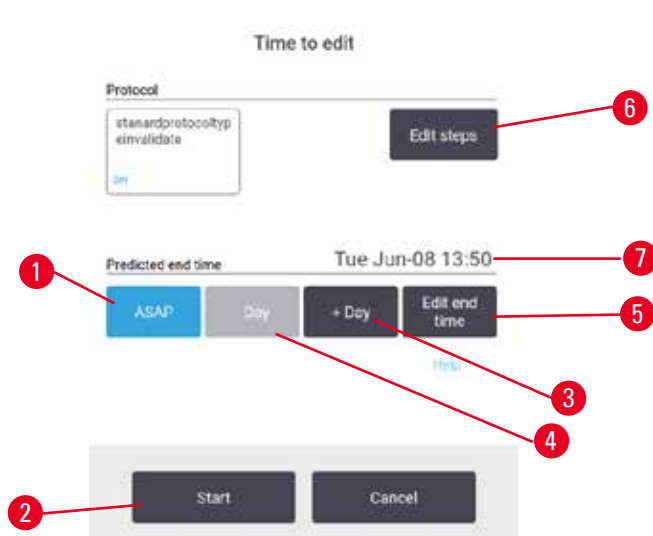 Time to edit
Protocol
stanardprotocoltyp
einvalidate
Edit steps
6
Predicted end time
Tue Jun-08 13:50
7
1
ASAP
Day
+ Day
Edit end
time
5
Help
3
4
Start
Cancel
2